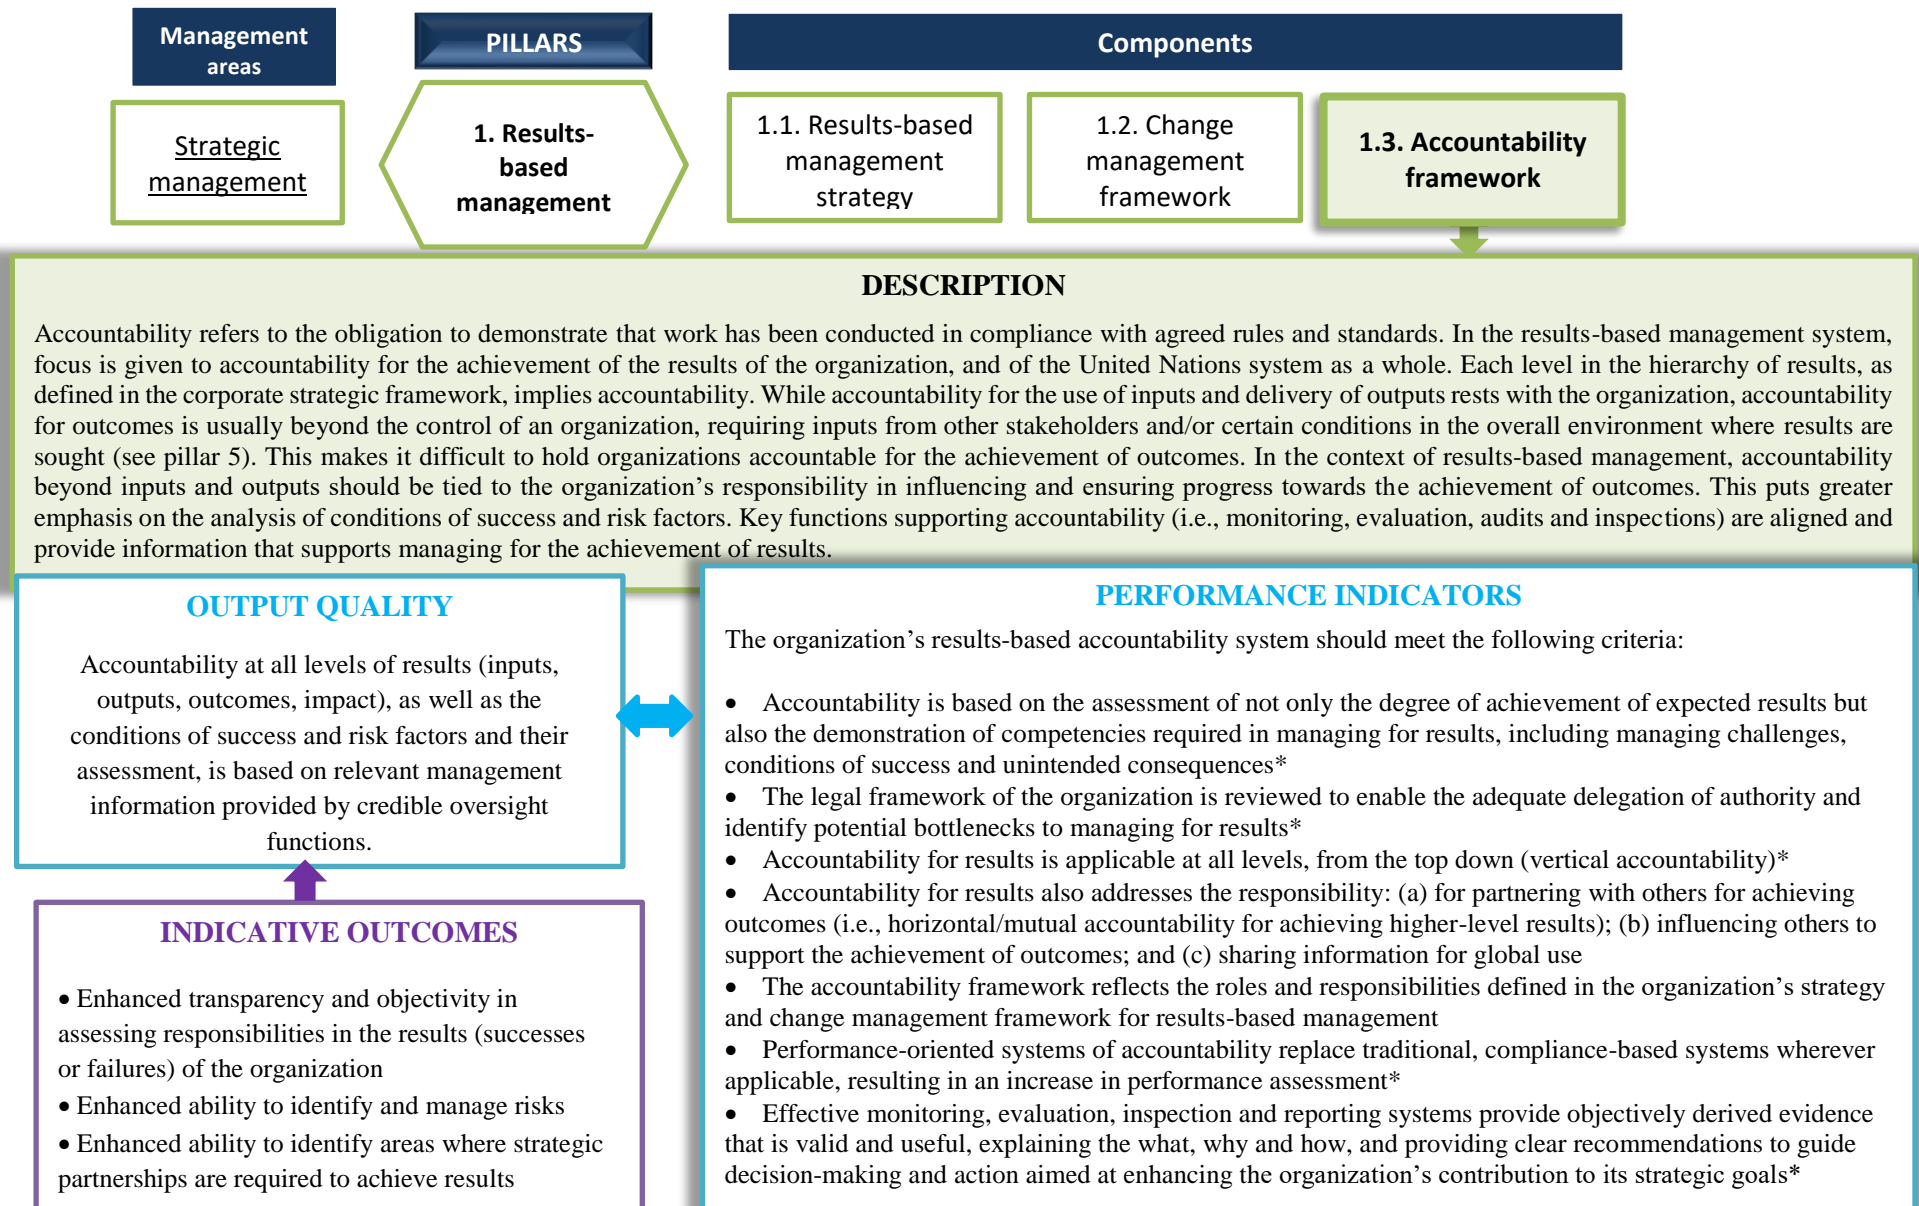 Management
areas
PILLARS
Components
Strategic
management
1. Results-
based
management
1.1. Results-based
management
strategy
1.2. Change
management
framework
1.3. Accountability
framework
DESCRIPTION
Accountability refers to the obligation to demonstrate that work has been conducted in compliance with agreed rules and standards. In the results-based management system,
focus is given to accountability for the achievement of the results of the organization, and of the United Nations system as a whole. Each level in the hierarchy of results, as
defined in the corporate strategic framework, implies accountability. While accountability for the use of inputs and delivery of outputs rests with the organization, accountability
for outcomes is usually beyond the control of an organization, requiring inputs from other stakeholders and/or certain conditions in the overall environment where results are
sought (see pillar 5). This makes it difficult to hold organizations accountable for the achievement of outcomes. In the context of results-based management, accountability
beyond inputs and outputs should be tied to the organization’s responsibility in influencing and ensuring progress towards the achievement of outcomes. This puts greater
emphasis on the analysis of conditions of success and risk factors. Key functions supporting accountability (i.e., monitoring, evaluation, audits and inspections) are aligned and
provide information that supports managing for the achievement of results.
OUTPUT QUALITY
Accountability at all levels of results (inputs,
outputs, outcomes, impact), as well as the
conditions of success and risk factors and their
assessment, is based on relevant management
information provided by credible oversight
functions.
INDICATIVE OUTCOMES
• Enhanced transparency and objectivity in
assessing responsibilities in the results (successes
or failures) of the organization
• Enhanced ability to identify and manage risks
• Enhanced ability to identify areas where strategic
partnerships are required to achieve results
PERFORMANCE INDICATORS
The organization’s results-based accountability system should meet the following criteria:
• Accountability is based on the assessment of not only the degree of achievement of expected results but
also the demonstration of competencies required in managing for results, including managing challenges,
conditions of success and unintended consequences*
• The legal framework of the organization is reviewed to enable the adequate delegation of authority and
identify potential bottlenecks to managing for results*
• Accountability for results is applicable at all levels, from the top down (vertical accountability)*
• Accountability for results also addresses the responsibility: (a) for partnering with others for achieving
outcomes (i.e., horizontal/mutual accountability for achieving higher-level results); (b) influencing others to
support the achievement of outcomes; and (c) sharing information for global use
• The accountability framework reflects the roles and responsibilities defined in the organization’s strategy
and change management framework for results-based management
• Performance-oriented systems of accountability replace traditional, compliance-based systems wherever
applicable, resulting in an increase in performance assessment*
• Effective monitoring, evaluation, inspection and reporting systems provide objectively derived evidence
that is valid and useful, explaining the what, why and how, and providing clear recommendations to guide
decision-making and action aimed at enhancing the organization’s contribution to its strategic goals*